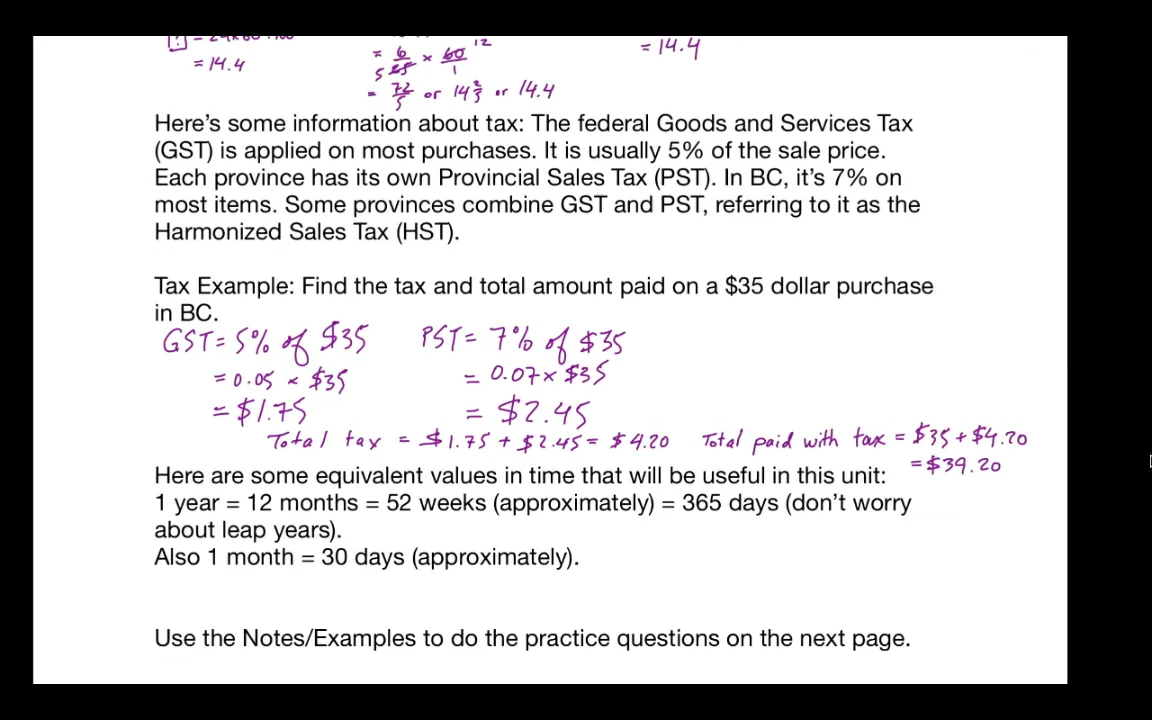 = 14.4
= 6/25 × 60/1 5 12
= 14.4
= 72/5 or 14 2/5 or 14.4
Here's some information about tax: The federal Goods and Services Tax
(GST) is applied on most purchases. It is usually 5% of the sale price.
Each province has its own Provincial Sales Tax (PST). In BC, it's 7% on
most items. Some provinces combine GST and PST, referring to it as the
Harmonized Sales Tax (HST).
Tax Example: Find the tax and total amount paid on a $35 dollar purchase
in BC.
GST = 5% of $35 PST = 7% of $35
= 0.05 × $35 = 0.07 × $35
= $1.75 = $2.45
Total tax = $1.75 + $2.45 = $4.20 Total paid with tax = $35 + $4.20
= $39.20
Here are some equivalent values in time that will be useful in this unit:
1 year = 12 months = 52 weeks (approximately) = 365 days (don't worry
about leap years).
Also 1 month = 30 days (approximately).
Use the Notes/Examples to do the practice questions on the next page.